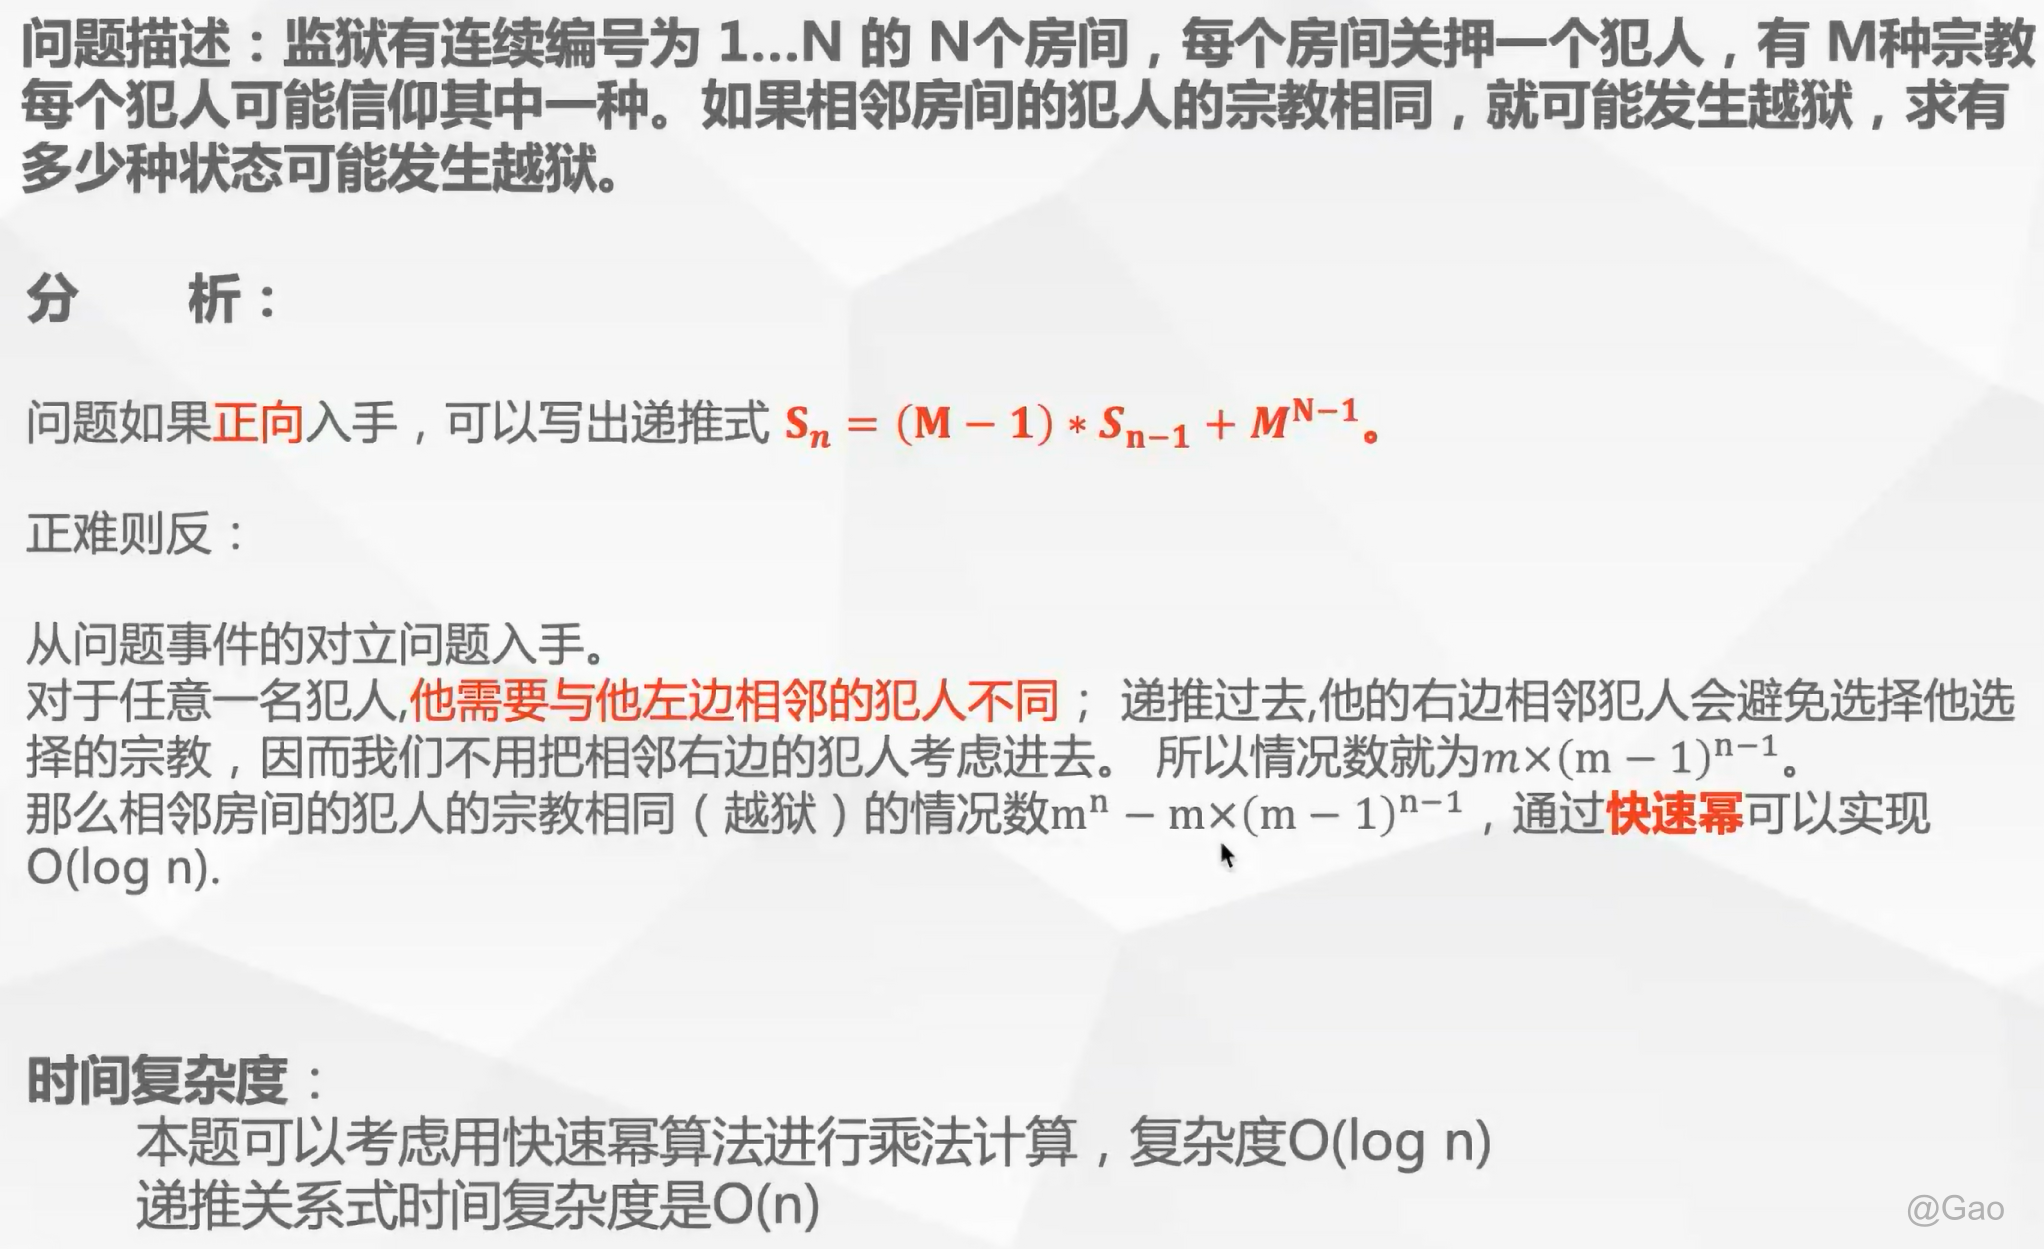 问题描述：监狱有连续编号为 1...N 的 N个房间，每个房间关押一个犯人，有 M种宗教
每个犯人可能信仰其中一种。如果相邻房间的犯人的宗教相同，就可能发生越狱，求有
多少种状态可能发生越狱。
分　　析：
问题如果正向入手，可以写出递推式 Sₙ = (M − 1) * Sₙ₋₁ + Mᴺ⁻¹。
正难则反：
从问题事件的对立问题入手。
对于任意一名犯人,他需要与他左边相邻的犯人不同； 递推过去,他的右边相邻犯人会避免选择他选
择的宗教，因而我们不用把相邻右边的犯人考虑进去。 所以情况数就为m×(m − 1)ⁿ⁻¹。
那么相邻房间的犯人的宗教相同（越狱）的情况数mⁿ − m×(m − 1)ⁿ⁻¹，通过快速幂可以实现
O(log n).
时间复杂度：
本题可以考虑用快速幂算法进行乘法计算，复杂度O(log n)
递推关系式时间复杂度是O(n)
@Gao